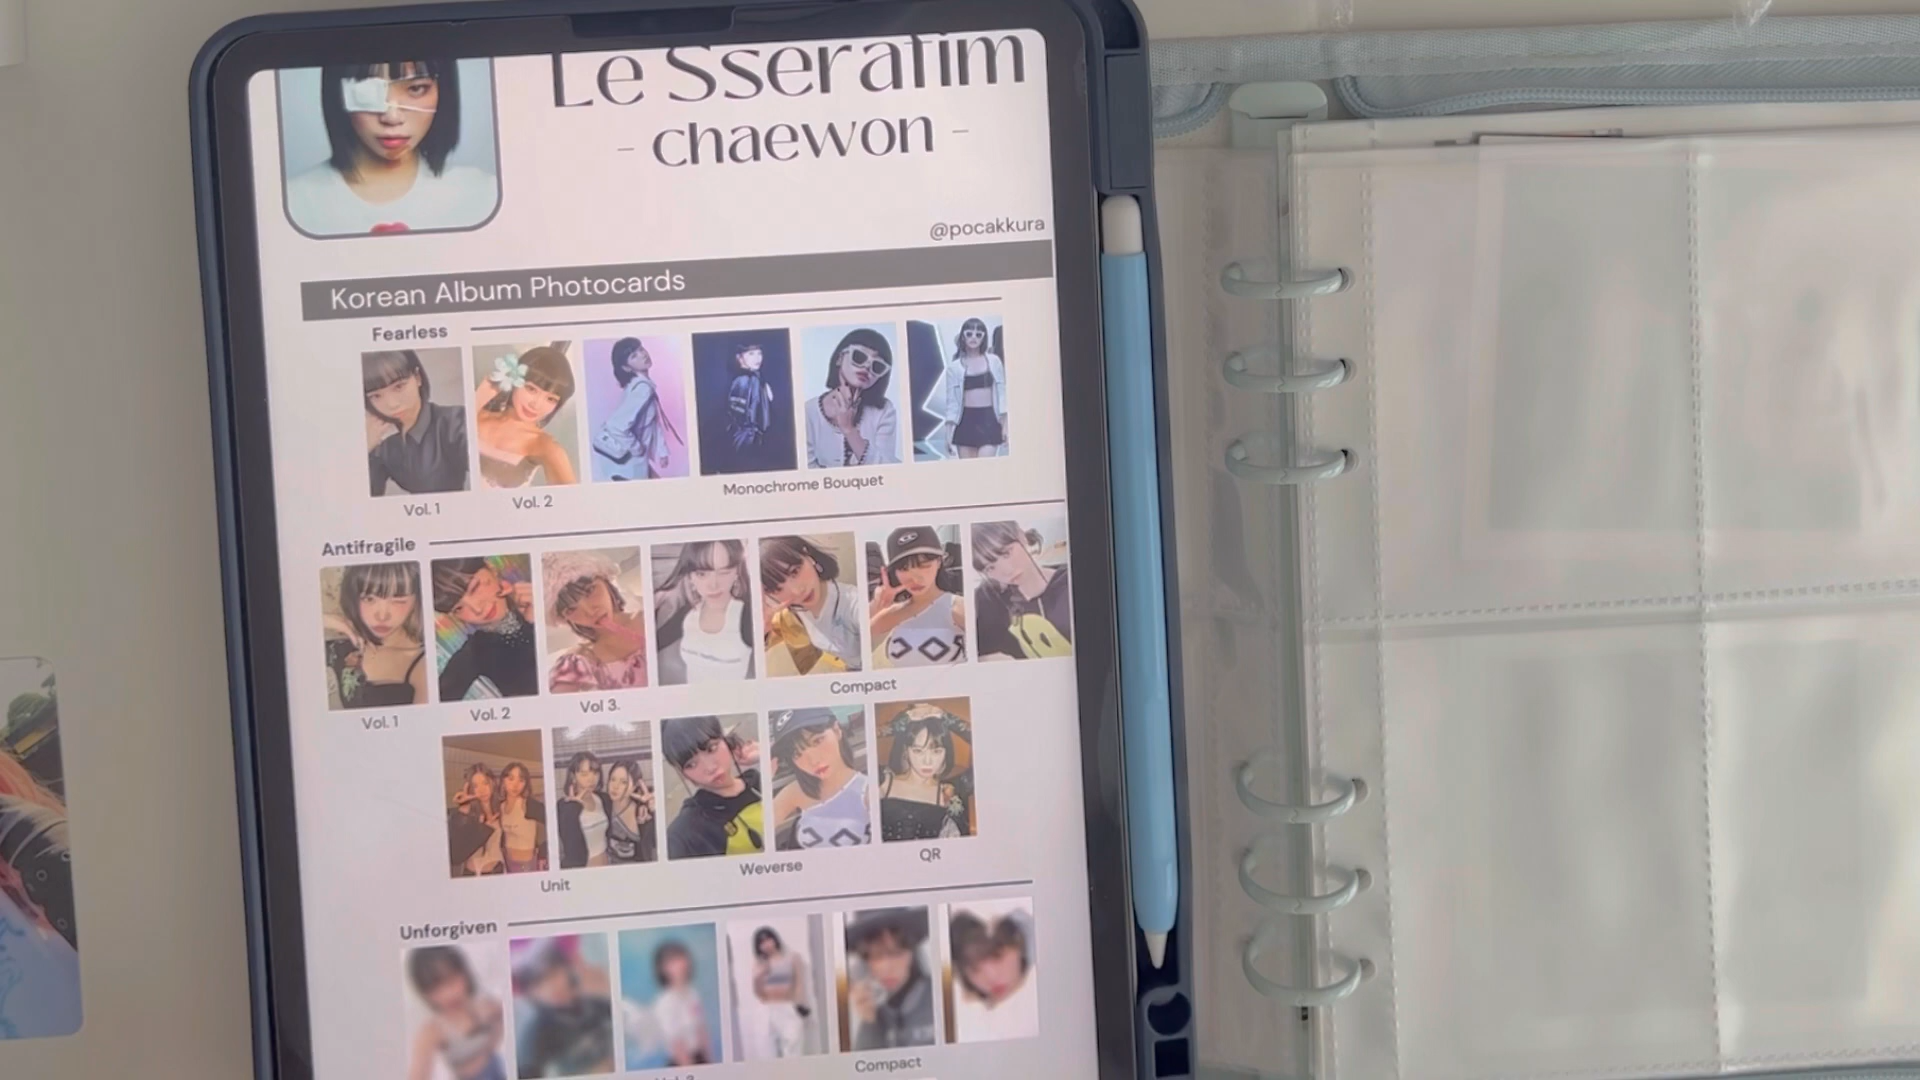 Le Sserafim
- chaewon -
@pocakkura
Korean Album Photocards
Fearless
Vol. 1
Vol. 2
Monochrome Bouquet
Antifragile
Vol. 1
Vol. 2
Vol 3.
Compact
Unit
Weverse
QR
Unforgiven
Compact